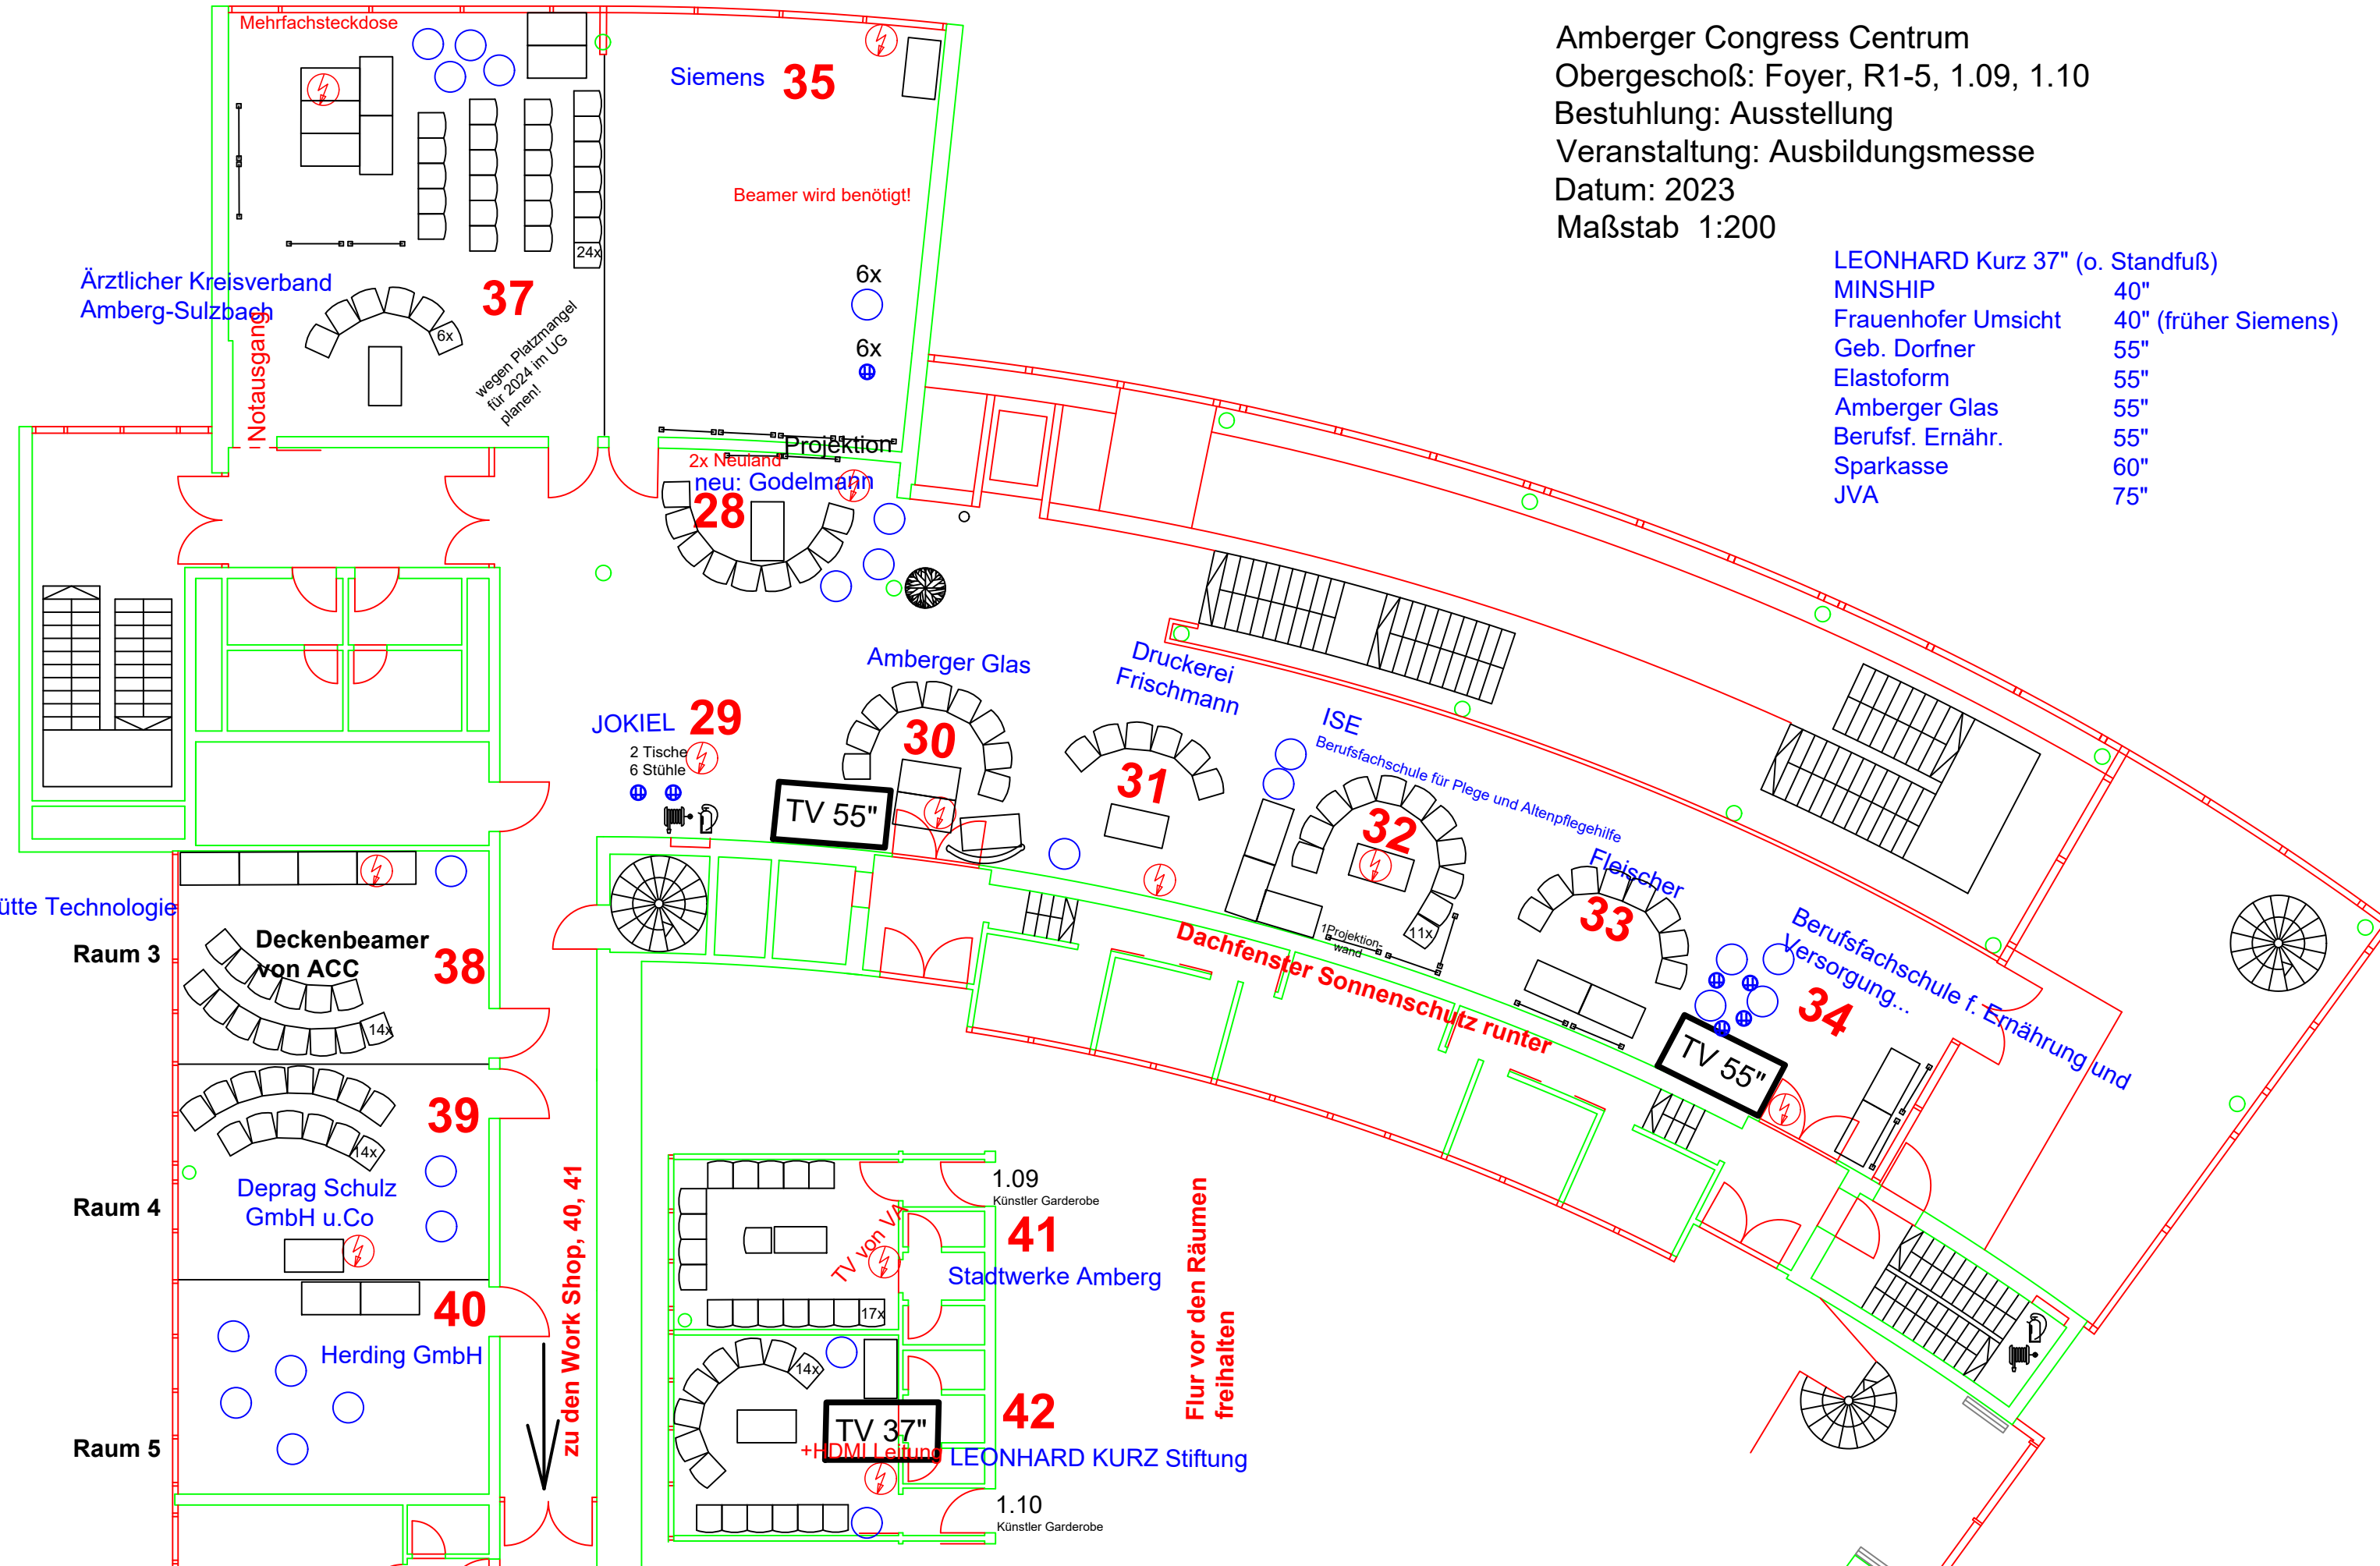 Mehrfachsteckdose
Siemens 35
Amberger Congress Centrum
Obergeschoß: Foyer, R1-5, 1.09, 1.10
Bestuhlung: Ausstellung
Veranstaltung: Ausbildungsmesse
Datum: 2023
Maßstab 1:200
Beamer wird benötigt!
LEONHARD Kurz 37" (o. Standfuß)
MINSHIP 40"
Frauenhofer Umsicht 40" (früher Siemens)
Geb. Dorfner 55"
Elastoform 55"
Amberger Glas 55"
Berufsf. Ernähr. 55"
Sparkasse 60"
JVA 75"
24x
Ärztlicher Kreisverband
Amberg-Sulzbach
37
6x
6x
6x
Notausgang
wegen Platzmangel
für 2024 im UG
planen!
Projektion
2x Neuland
neu: Godelmann
28
Amberger Glas
Druckerei
Frischmann
JOKIEL 29
2 Tische
6 Stühle
30
TV 55"
31
ISE
Berufsfachschule für Plege und Altenpflegehilfe
32
11x
1Projektion-
wand
Fleischer
33
Berufsfachschule f. Ernährung und
Versorgung...
34
TV 55"
Dachfenster Sonnenschutz runter
ütte Technologie
Raum 3
Deckenbeamer
von ACC
38
14x
39
14x
Raum 4
Deprag Schulz
GmbH u.Co
40
Herding GmbH
Raum 5
zu den Work Shop, 40, 41
1.09
Künstler Garderobe
41
TV von VA
Stadtwerke Amberg
17x
14x
42
TV 37"
+HDMI Leitung
LEONHARD KURZ Stiftung
1.10
Künstler Garderobe
Flur vor den Räumen
freihalten